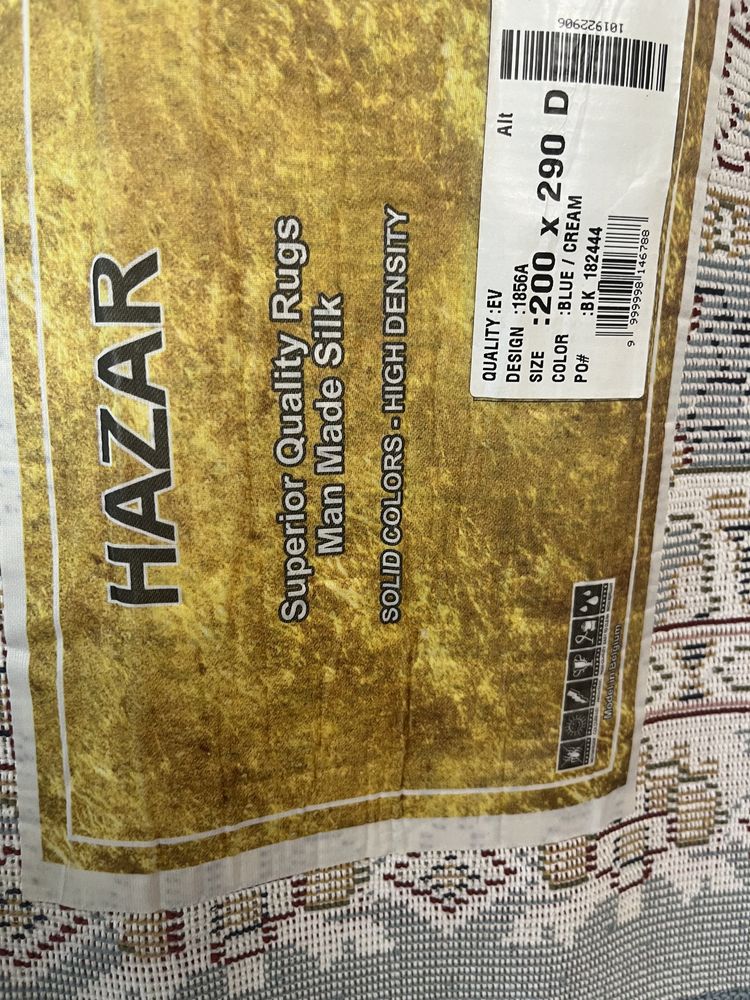 HAZAR
Superior Quality Rugs
Man Made Silk
SOLID COLORS - HIGH DENSITY
101922906
Alt
QUALITY :EV
DESIGN :1856A
SIZE :200 x 290 D
COLOR :BLUE / CREAM
PO# :BK 182444
9 999998 146788
Made in Belgium